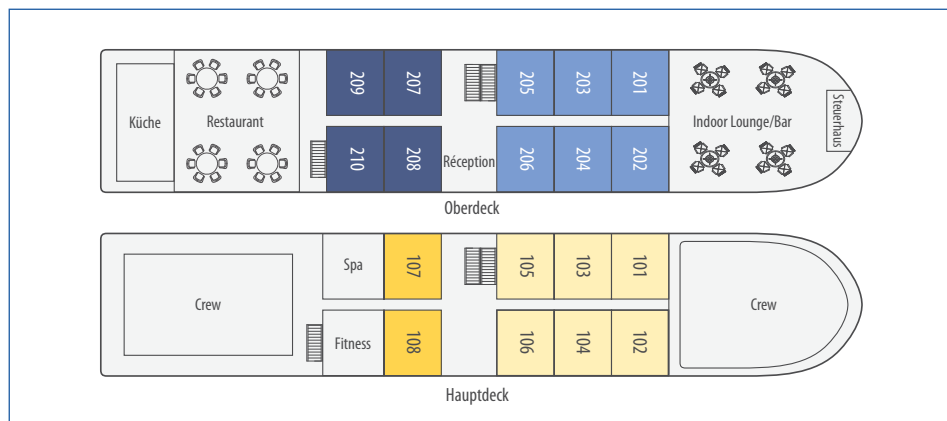 209
207
205
203
201
Küche
Restaurant
Indoor Lounge/Bar
Steuerhaus
210
208
Réception
206
204
202
Oberdeck
Spa
107
105
103
101
Crew
Crew
Fitness
108
106
104
102
Hauptdeck